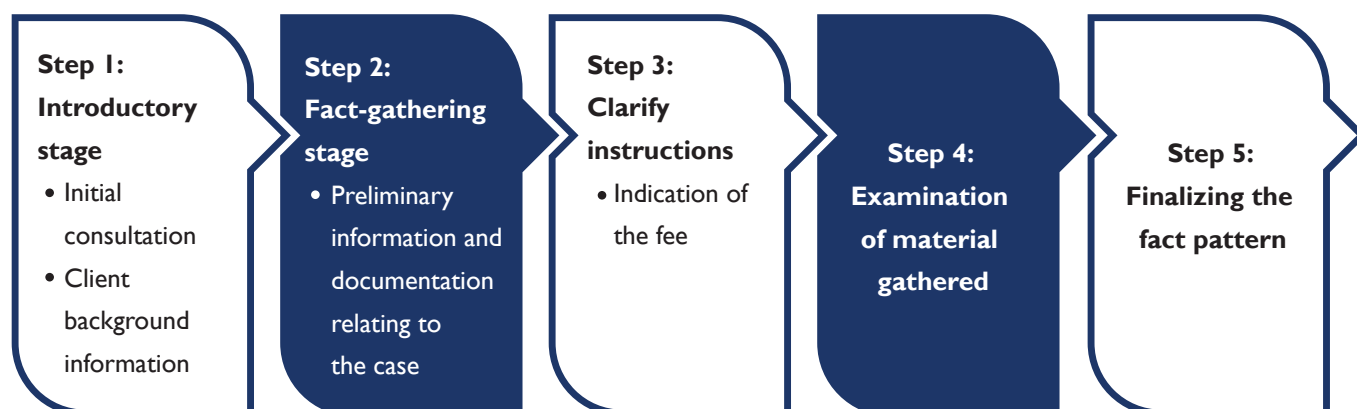 Step 1:
Introductory
stage
• Initial
consultation
• Client
background
information
Step 2:
Fact-gathering
stage
• Preliminary
information and
documentation
relating to
the case
Step 3:
Clarify
instructions
• Indication of
the fee
Step 4:
Examination
of material
gathered
Step 5:
Finalizing the
fact pattern